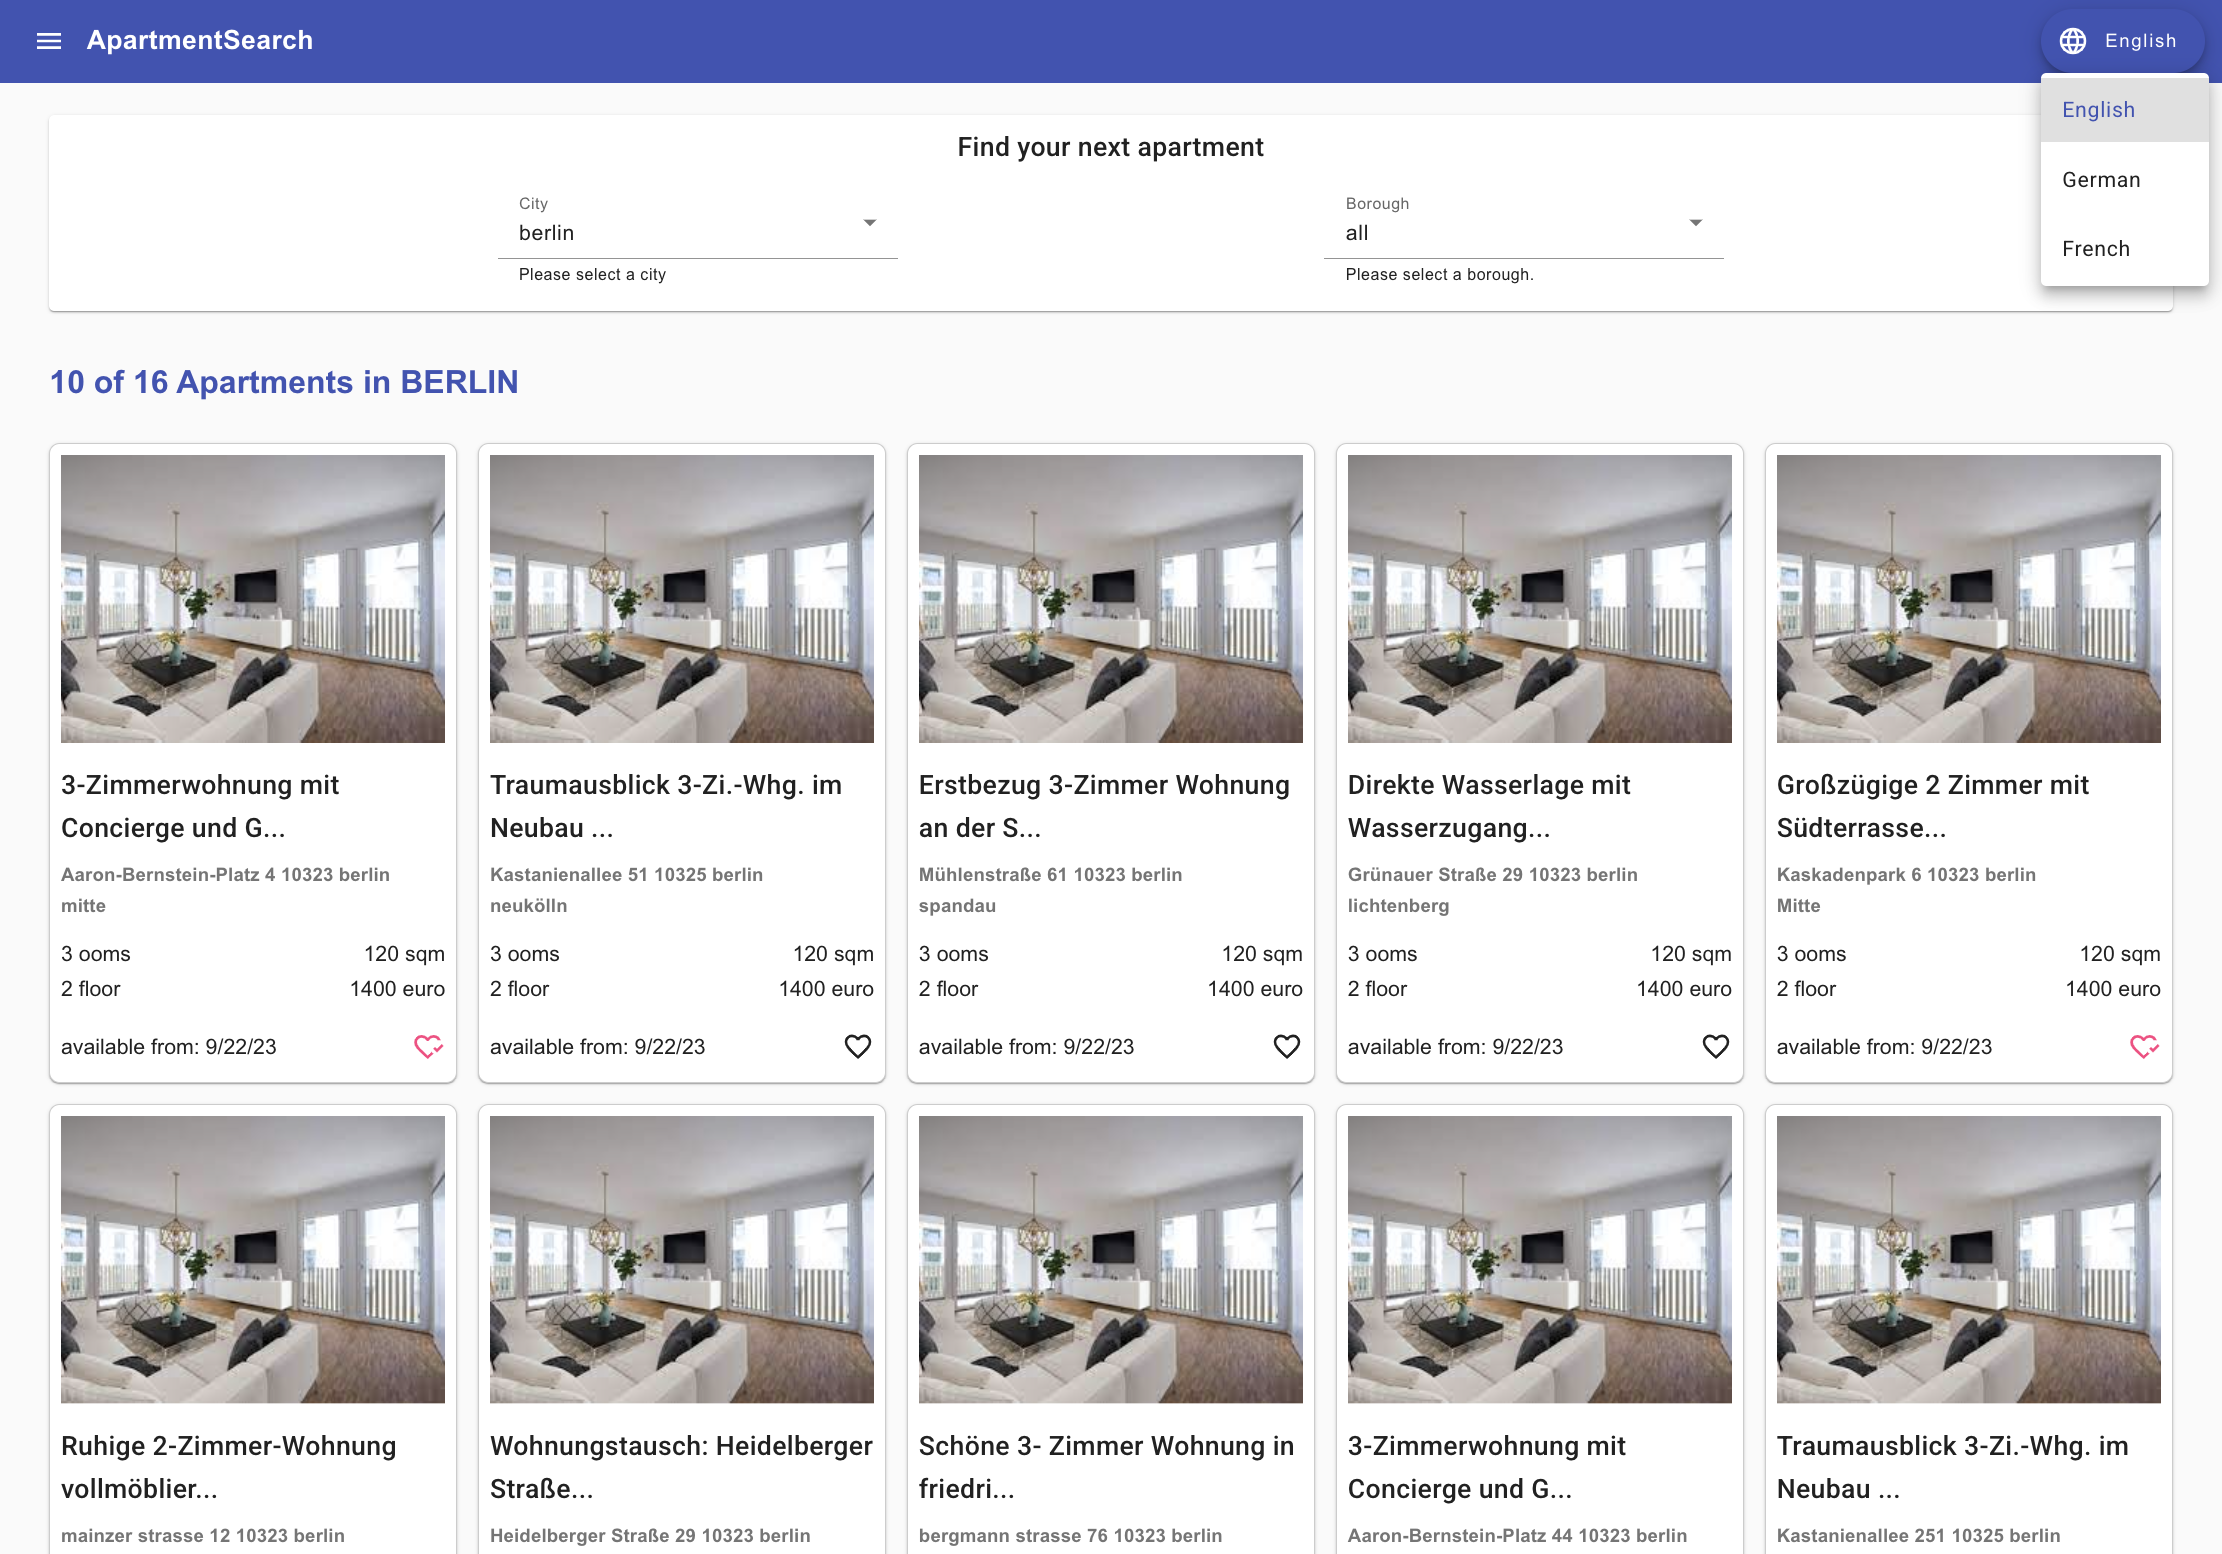 ApartmentSearch
English
English
German
French
Find your next apartment
City
berlin
Please select a city
Borough
all
Please select a borough.
10 of 16 Apartments in BERLIN
3-Zimmerwohnung mit
Concierge und G...
Aaron-Bernstein-Platz 4 10323 berlin
mitte
3 ooms 120 sqm
2 floor 1400 euro
available from: 9/22/23
Traumausblick 3-Zi.-Whg. im
Neubau ...
Kastanienallee 51 10325 berlin
neukölln
3 ooms 120 sqm
2 floor 1400 euro
available from: 9/22/23
Erstbezug 3-Zimmer Wohnung
an der S...
Mühlenstraße 61 10323 berlin
spandau
3 ooms 120 sqm
2 floor 1400 euro
available from: 9/22/23
Direkte Wasserlage mit
Wasserzugang...
Grünauer Straße 29 10323 berlin
lichtenberg
3 ooms 120 sqm
2 floor 1400 euro
available from: 9/22/23
Großzügige 2 Zimmer mit
Südterrasse...
Kaskadenpark 6 10323 berlin
Mitte
3 ooms 120 sqm
2 floor 1400 euro
available from: 9/22/23
Ruhige 2-Zimmer-Wohnung
vollmöblier...
mainzer strasse 12 10323 berlin
Wohnungstausch: Heidelberger
Straße...
Heidelberger Straße 29 10323 berlin
Schöne 3- Zimmer Wohnung in
friedri...
bergmann strasse 76 10323 berlin
3-Zimmerwohnung mit
Concierge und G...
Aaron-Bernstein-Platz 44 10323 berlin
Traumausblick 3-Zi.-Whg. im
Neubau ...
Kastanienallee 251 10325 berlin